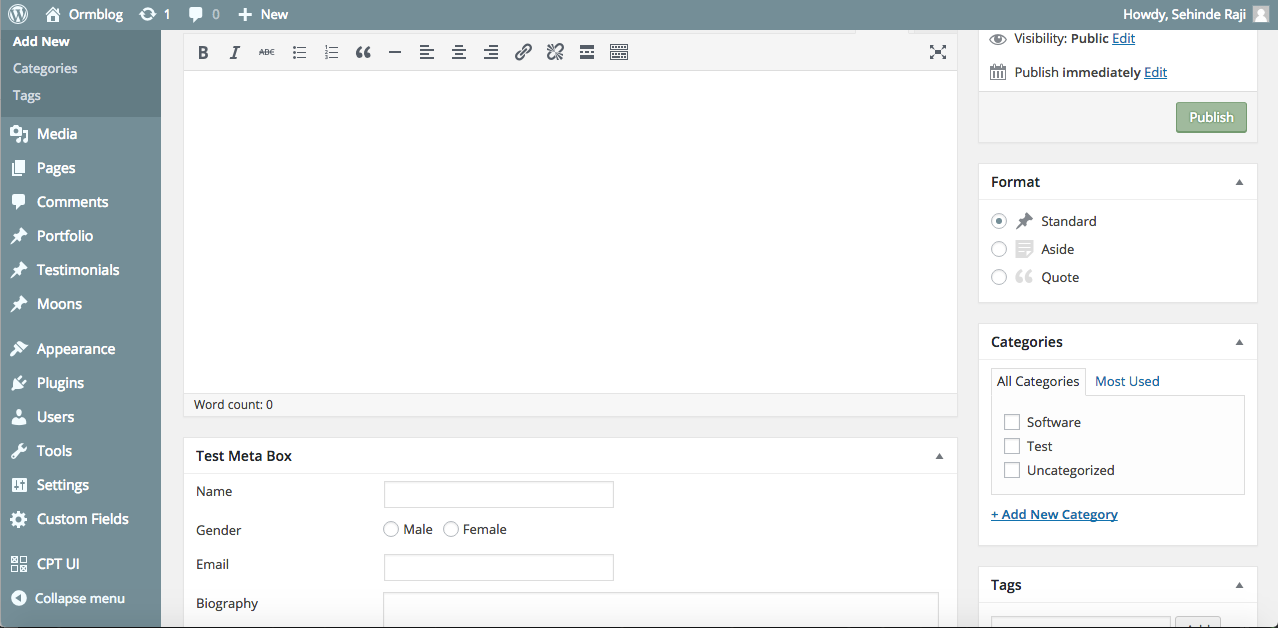 Ormblog 1 0 New Howdy, Sehinde Raji
Add New
Categories
Tags
Media
Pages
Comments
Portfolio
Testimonials
Moons
Appearance
Plugins
Users
Tools
Settings
Custom Fields
CPT UI
Collapse menu
B I ABC
Word count: 0
Test Meta Box
Name
Gender Male Female
Email
Biography
Visibility: Public Edit
Publish immediately Edit
Publish
Format
Standard
Aside
Quote
Categories
All Categories Most Used
Software
Test
Uncategorized
+ Add New Category
Tags